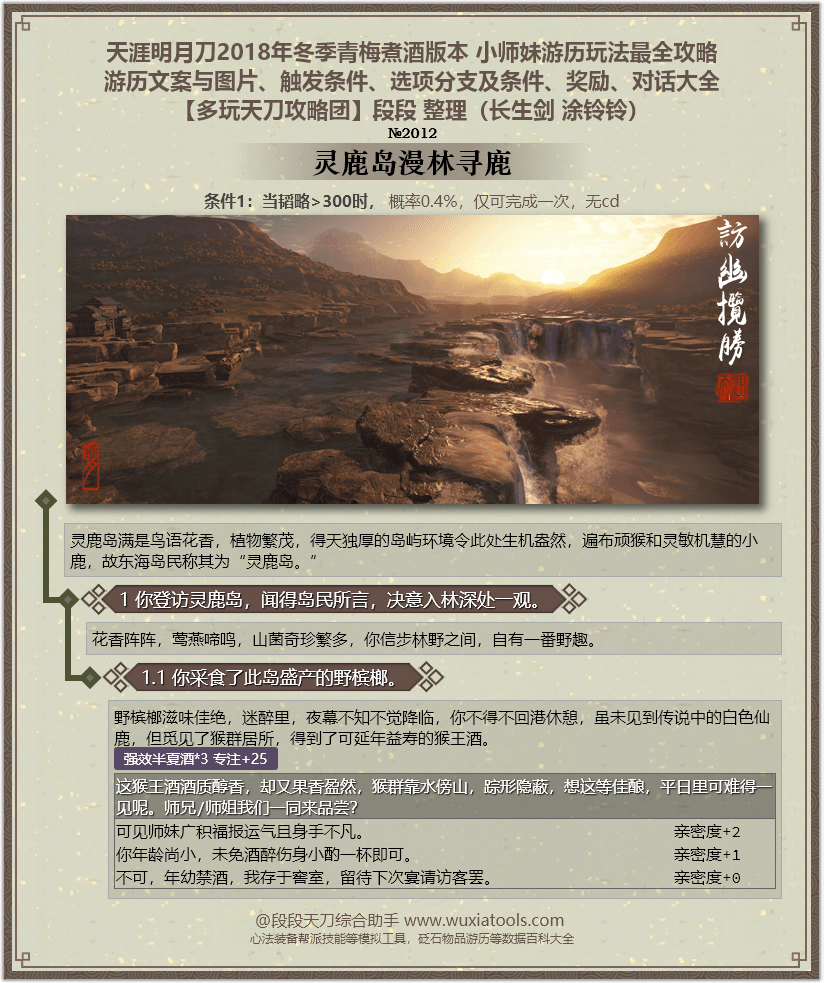 天涯明月刀2018年冬季青梅煮酒版本 小师妹游历玩法最全攻略
游历文案与图片、触发条件、选项分支及条件、奖励、对话大全
【多玩天刀攻略团】段段 整理（长生剑 涂铃铃）
№2012
灵鹿岛漫林寻鹿
条件1：当韬略>300时， 概率0.4%，仅可完成一次，无cd
訪幽攬勝
灵鹿岛满是鸟语花香，植物繁茂，得天独厚的岛屿环境令此处生机盎然，遍布顽猴和灵敏机慧的小
鹿，故东海岛民称其为“灵鹿岛。“
1 你登访灵鹿岛，闻得岛民所言，决意入林深处一观。
花香阵阵，莺燕啼鸣，山菌奇珍繁多，你信步林野之间，自有一番野趣。
1.1 你采食了此岛盛产的野槟榔。
野槟榔滋味佳绝，迷醉里，夜幕不知不觉降临，你不得不回港休憩，虽未见到传说中的白色仙
鹿，但觅见了猴群居所，得到了可延年益寿的猴王酒。
强效半夏酒*3 专注+25
这猴王酒酒质醇香，却又果香盈然，猴群靠水傍山，踪形隐蔽，想这等佳酿，平日里可难得一
见呢。师兄/师姐我们一同来品尝？
可见师妹广积福报运气且身手不凡。 亲密度+2
你年龄尚小，未免酒醉伤身小酌一杯即可。 亲密度+1
不可，年幼禁酒，我存于窖室，留待下次宴请访客罢。 亲密度+0
@段段天刀综合助手 www.wuxiatools.com
心法装备帮派技能等模拟工具，砭石物品游历等数据百科大全